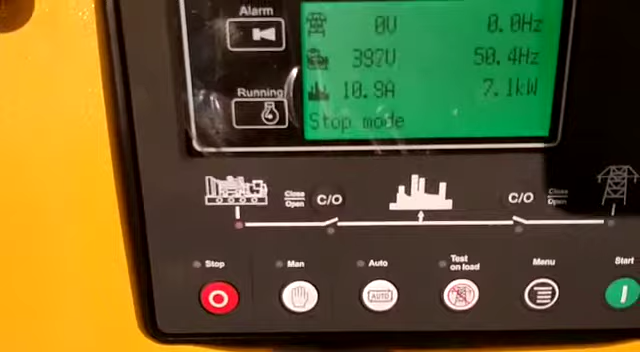 Alarm
0V 0.0Hz
397V 50.4Hz
Running
10.9A 7.1kW
Stop mode
Close
Open
C/O
C/O
Close
Open
Stop
Man
Auto
Test
on load
Menu
Start
AUTO